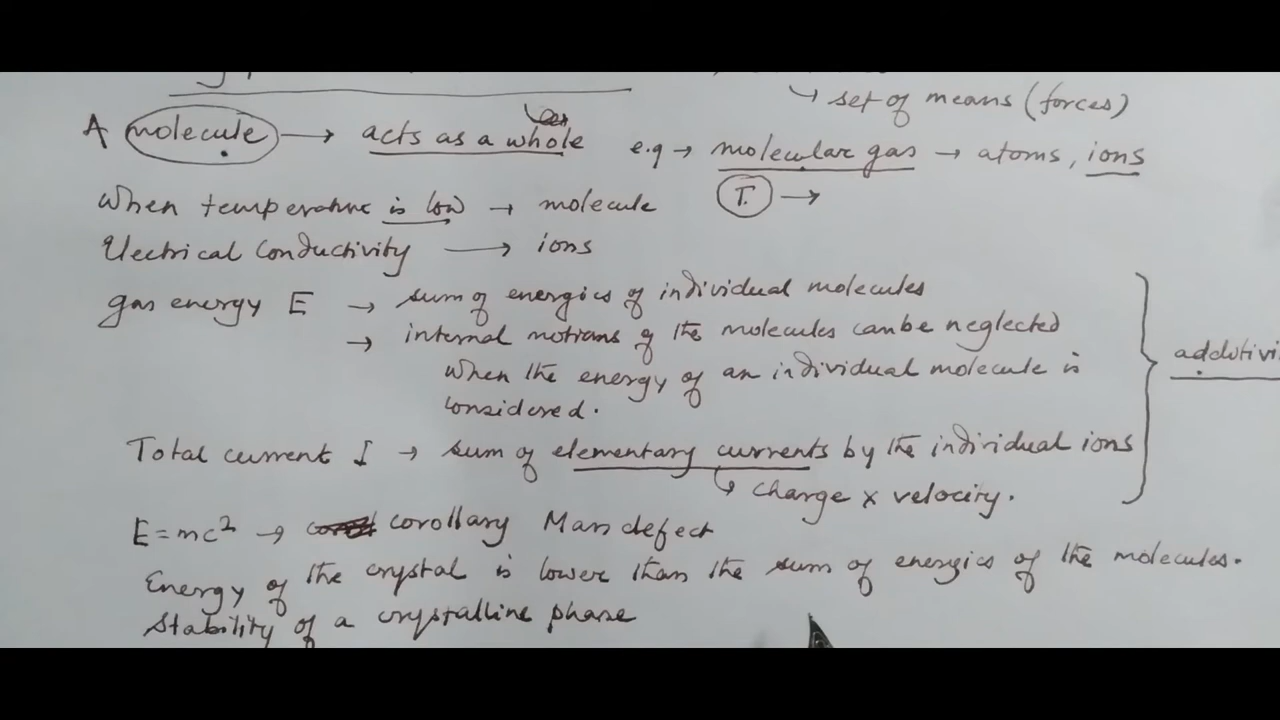 ↳ set of means (forces)
A molecule → acts as a whole e.g → molecular gas → atoms, ions
When temperature is low → molecule T. →
Electrical conductivity → ions
gas energy E → sum of energies of individual molecules
→ internal motions of the molecules can be neglected
when the energy of an individual molecule is
considered.
additivi
Total current I → sum of elementary currents by the individual ions
↳ charge x velocity.
E=mc² → corollary Mass defect
Energy of the crystal is lower than the sum of energies of the molecules.
Stability of a crystalline phase